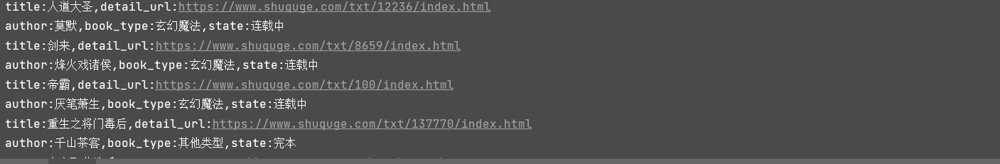 title:人道大圣,detail_url:https://www.shuquge.com/txt/12236/index.html
author:莫默,book_type:玄幻魔法,state:连载中
title:剑来,detail_url:https://www.shuquge.com/txt/8659/index.html
author:烽火戏诸侯,book_type:玄幻魔法,state:连载中
title:帝霸,detail_url:https://www.shuquge.com/txt/100/index.html
author:厌笔萧生,book_type:玄幻魔法,state:连载中
title:重生之将门毒后,detail_url:https://www.shuquge.com/txt/137770/index.html
author:千山茶客,book_type:其他类型,state:完本